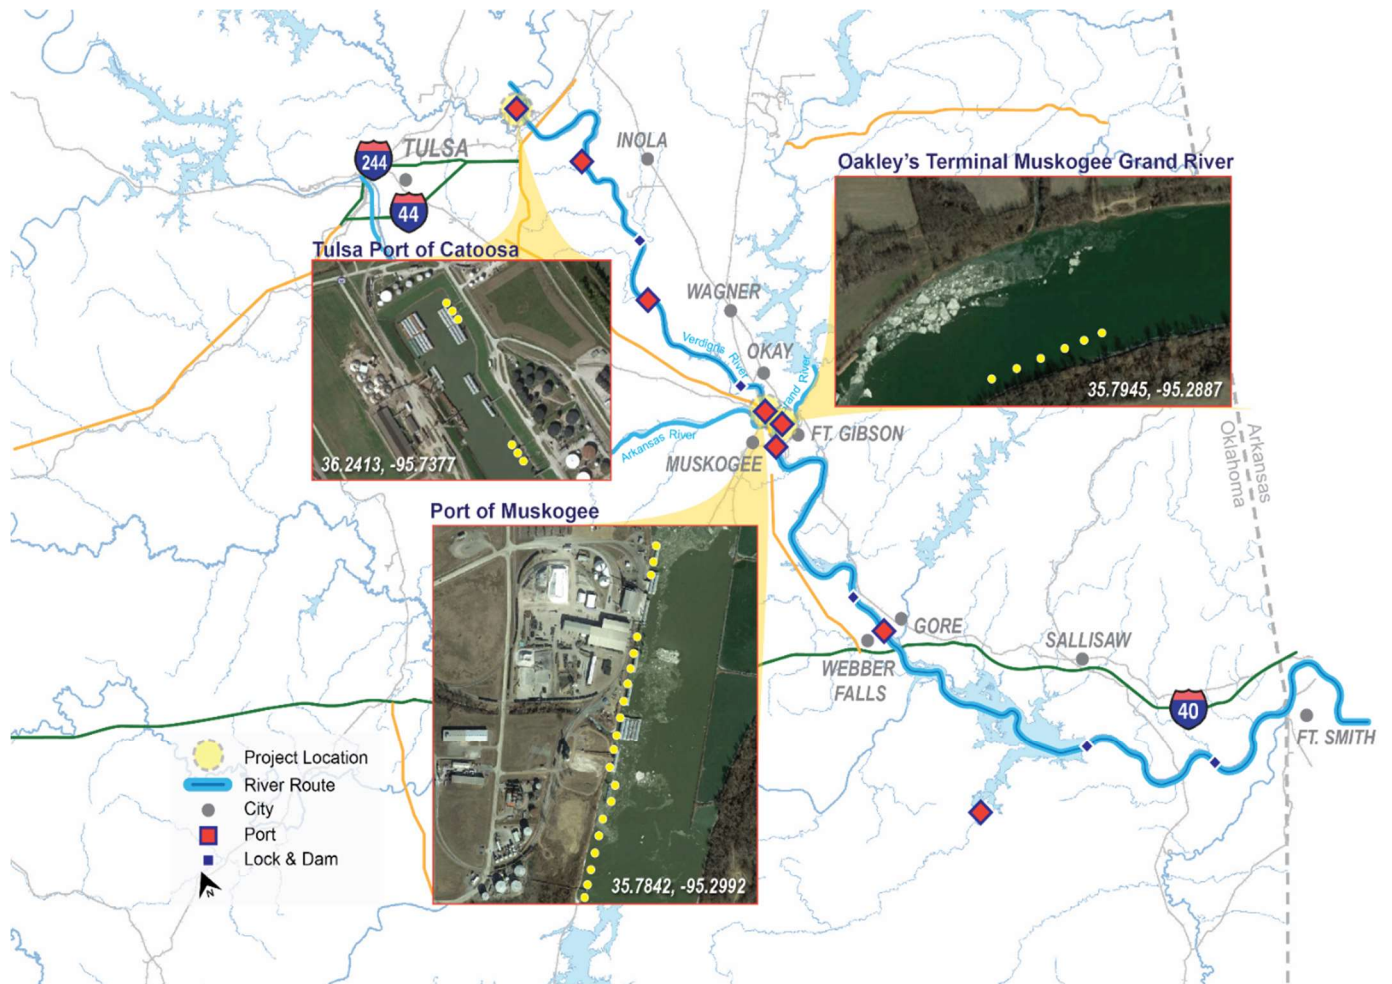 INOLA
TULSA
244
44
Oakley's Terminal Muskogee Grand River
35.7945, -95.2887
Tulsa Port of Catoosa
36.2413, -95.7377
WAGNER
OKAY
Verdigris River
Grand River
Arkansas River
FT. GIBSON
MUSKOGEE
Arkansas
Oklahoma
Port of Muskogee
35.7842, -95.2992
GORE
WEBBER
FALLS
SALLISAW
40
FT. SMITH
Project Location
River Route
City
Port
Lock & Dam
N